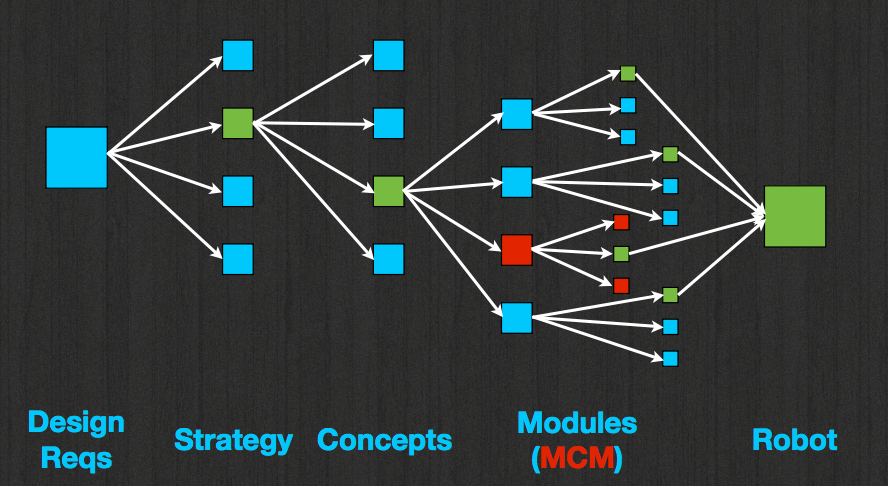 Design
Reqs
Strategy
Concepts
Modules
(MCM)
Robot